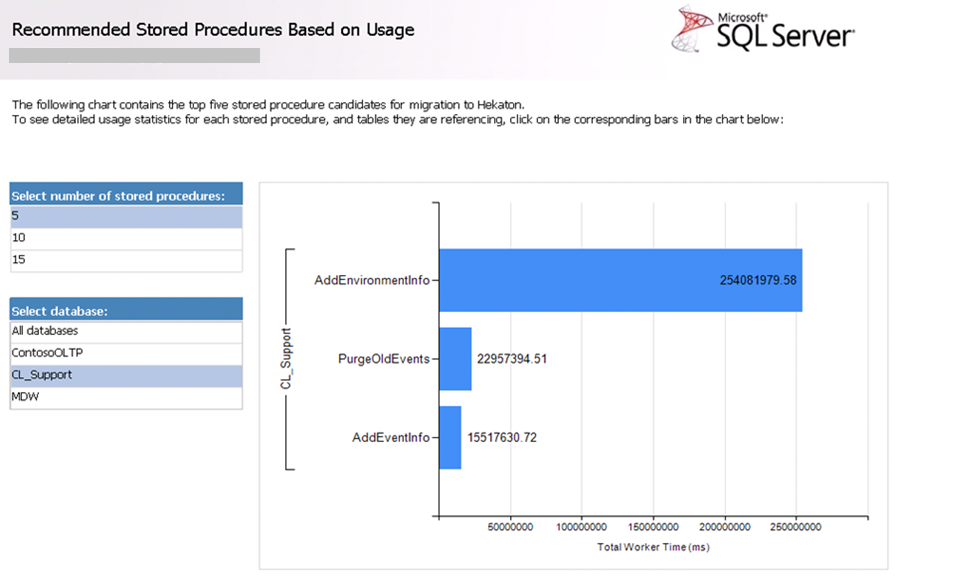 Recommended Stored Procedures Based on Usage
Microsoft®
SQL Server®
The following chart contains the top five stored procedure candidates for migration to Hekaton.
To see detailed usage statistics for each stored procedure, and tables they are referencing, click on the corresponding bars in the chart below:
Select number of stored procedures:
5
10
15
Select database:
All databases
ContosoOLTP
CL_Support
MDW
CL_Support
AddEnvironmentInfo
254081979.58
PurgeOldEvents
22957394.51
AddEventInfo
15517630.72
50000000 100000000 150000000 200000000 250000000
Total Worker Time (ms)